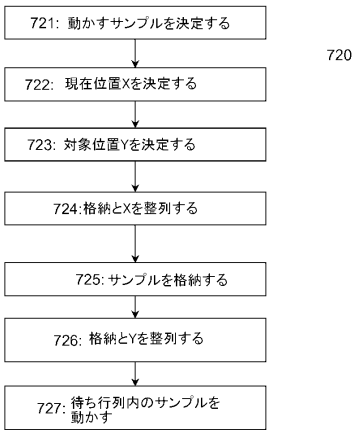 721: 動かすサンプルを決定する
720
722: 現在位置Xを決定する
723: 対象位置Yを決定する
724:格納とXを整列する
725: サンプルを格納する
726: 格納とYを整列する
727: 待ち行列内のサンプルを
動かす